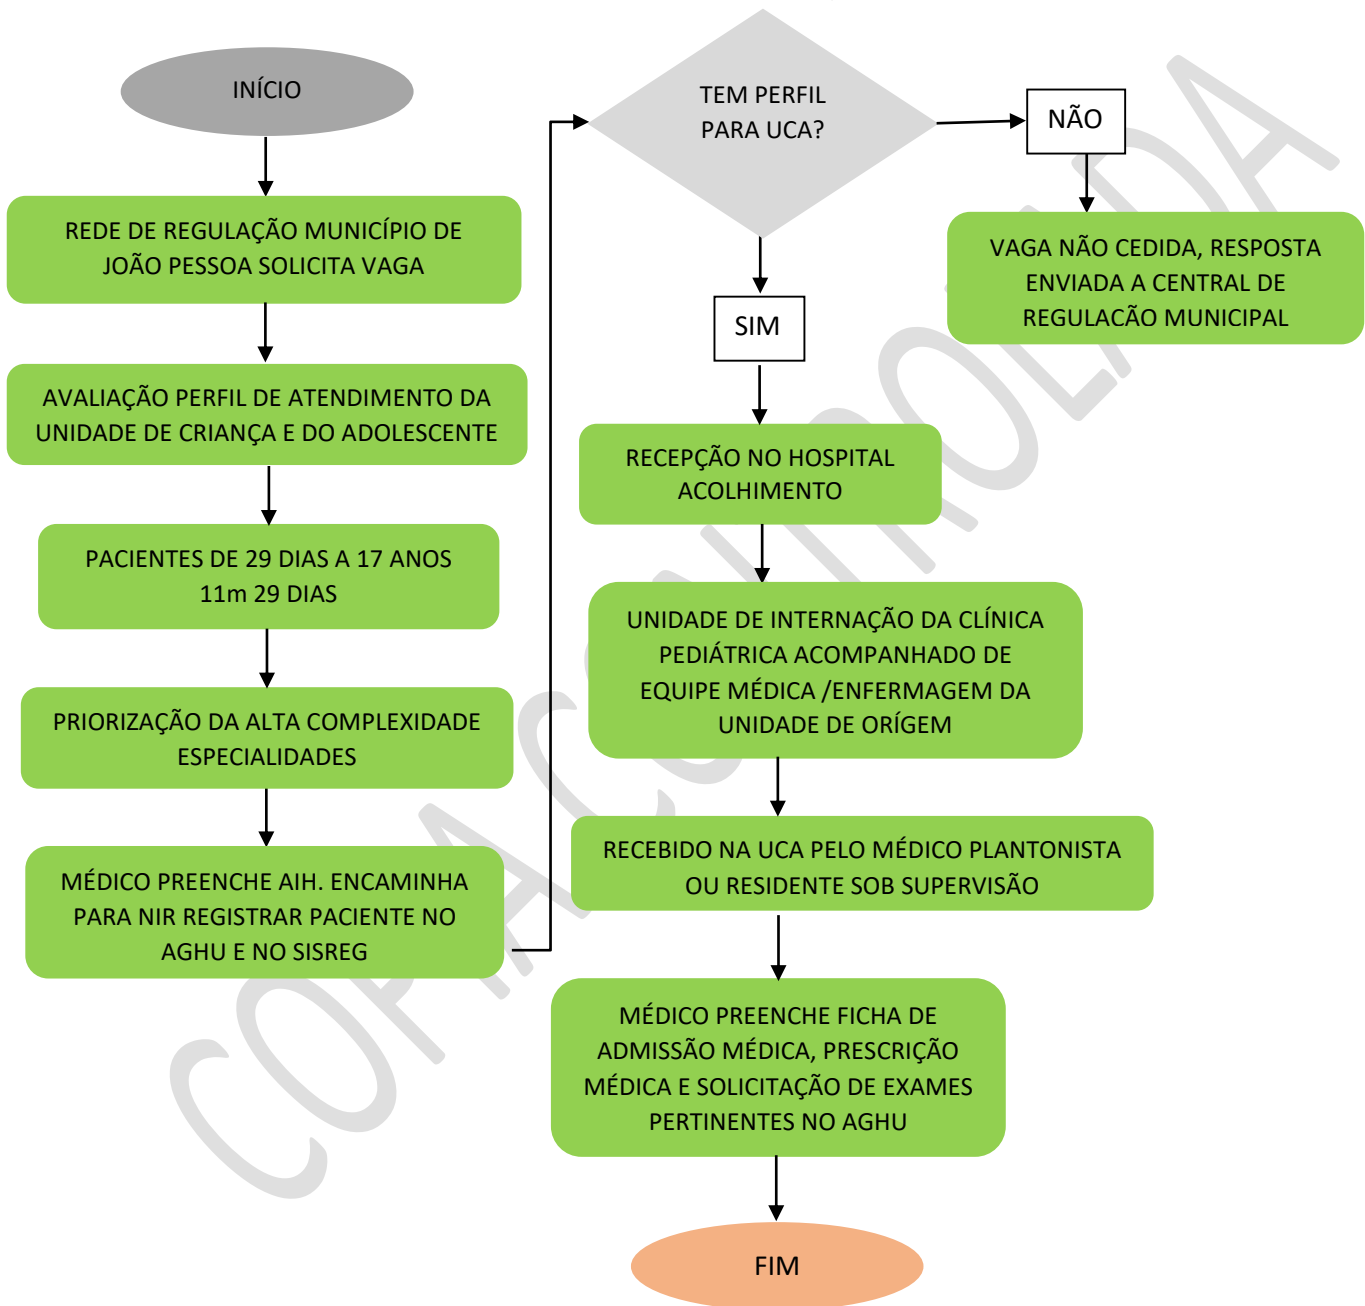 INÍCIO
REDE DE REGULAÇÃO MUNICÍPIO DE
JOÃO PESSOA SOLICITA VAGA
AVALIAÇÃO PERFIL DE ATENDIMENTO DA
UNIDADE DE CRIANÇA E DO ADOLESCENTE
PACIENTES DE 29 DIAS A 17 ANOS
11m 29 DIAS
PRIORIZAÇÃO DA ALTA COMPLEXIDADE
ESPECIALIDADES
MÉDICO PREENCHE AIH. ENCAMINHA
PARA NIR REGISTRAR PACIENTE NO
AGHU E NO SISREG
TEM PERFIL
PARA UCA?
NÃO
VAGA NÃO CEDIDA, RESPOSTA
ENVIADA A CENTRAL DE
REGULACÃO MUNICIPAL
SIM
RECEPÇÃO NO HOSPITAL
ACOLHIMENTO
UNIDADE DE INTERNAÇÃO DA CLÍNICA
PEDIÁTRICA ACOMPANHADO DE
EQUIPE MÉDICA /ENFERMAGEM DA
UNIDADE DE ORÍGEM
RECEBIDO NA UCA PELO MÉDICO PLANTONISTA
OU RESIDENTE SOB SUPERVISÃO
MÉDICO PREENCHE FICHA DE
ADMISSÃO MÉDICA, PRESCRIÇÃO
MÉDICA E SOLICITAÇÃO DE EXAMES
PERTINENTES NO AGHU
FIM
COPIA CONTROLADA